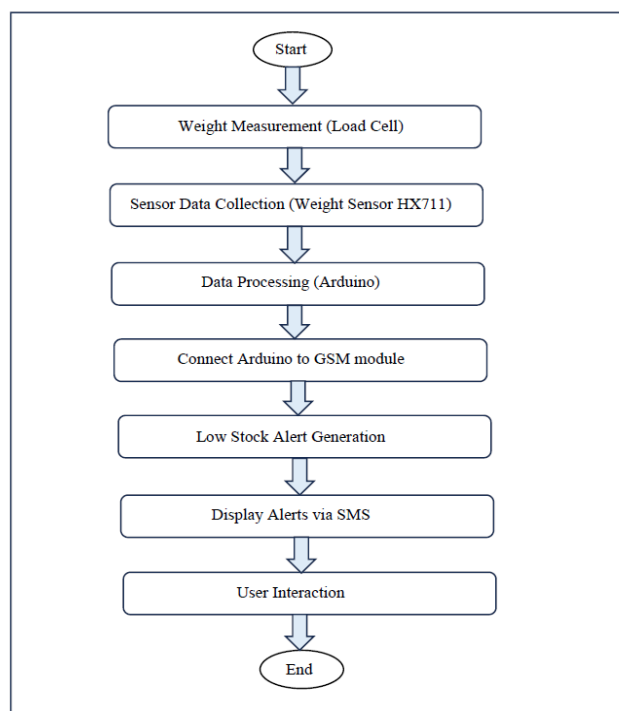 Start
Weight Measurement (Load Cell)
Sensor Data Collection (Weight Sensor HX711)
Data Processing (Arduino)
Connect Arduino to GSM module
Low Stock Alert Generation
Display Alerts via SMS
User Interaction
End